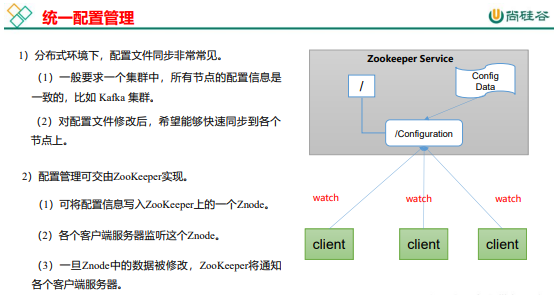 统一配置管理
尚硅谷
1）分布式环境下，配置文件同步非常常见。
（1）一般要求一个集群中，所有节点的配置信息是
一致的，比如 Kafka 集群。
（2）对配置文件修改后，希望能够快速同步到各个
节点上。
2）配置管理可交由ZooKeeper实现。
（1）可将配置信息写入ZooKeeper上的一个Znode。
（2）各个客户端服务器监听这个Znode。
（3）一旦Znode中的数据被修改，ZooKeeper将通知
各个客户端服务器。
Zookeeper Service
/
Config
Data
/Configuration
watch
watch
watch
client
client
client